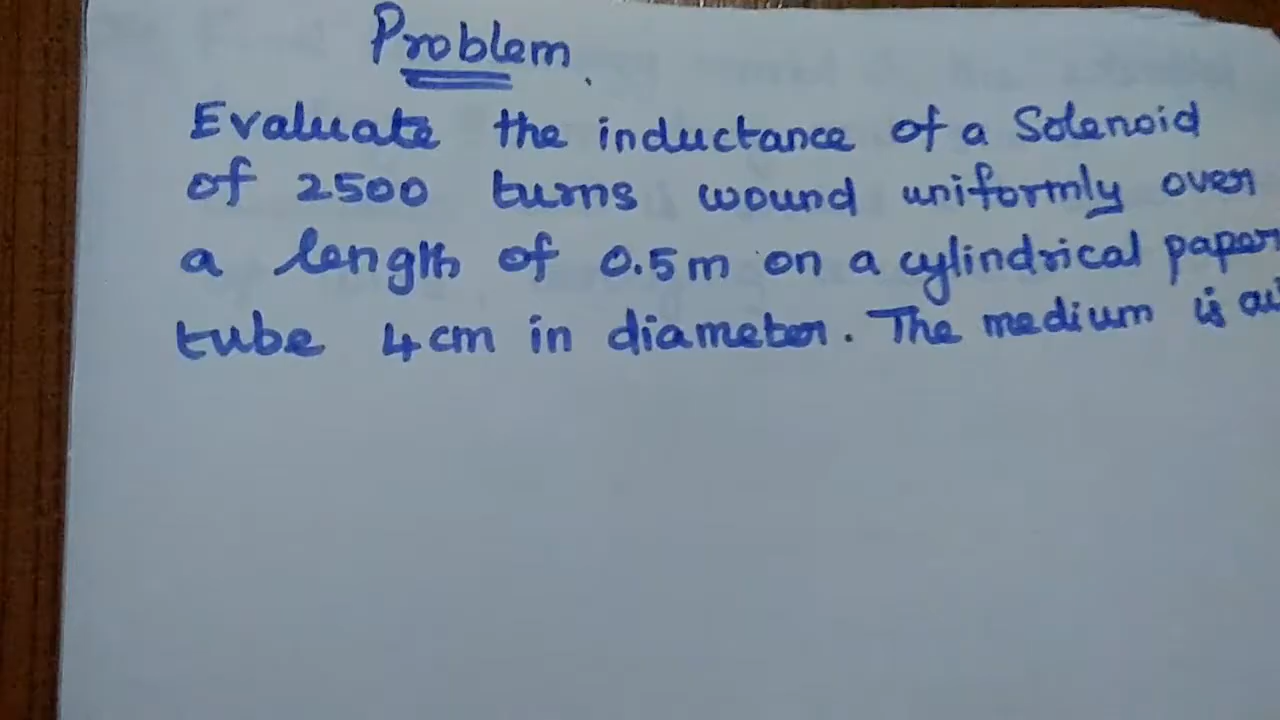 Problem
Evaluate the inductance of a Solenoid
of 2500 turns wound uniformly over
a length of 0.5m on a cylindrical paper
tube 4cm in diameter. The medium is